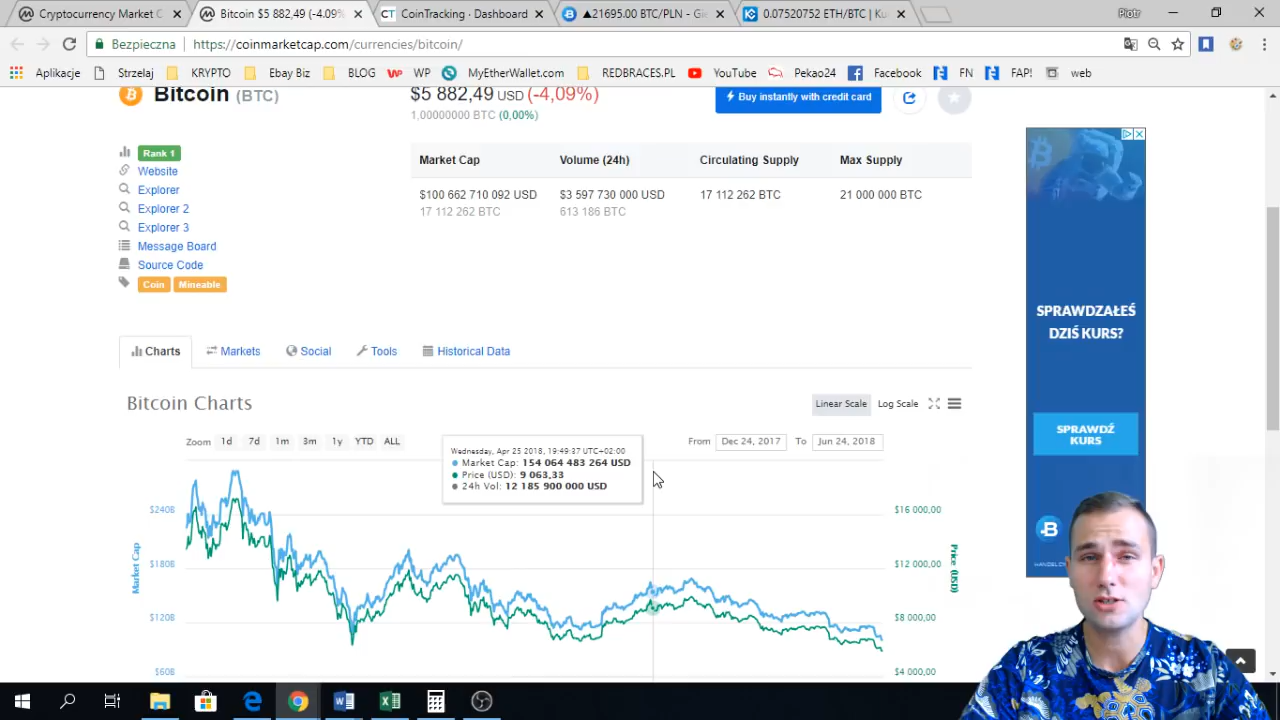 Cryptocurrency Market C
Bitcoin $5 882,49 (-4.09%
CoinTracking · Dashboard
▲21695.00 BTC/PLN - Gi
0.07520752 ETH/BTC | Ku
Piotr
Bezpieczna
https://coinmarketcap.com/currencies/bitcoin/
Aplikacje
Strzelaj
KRYPTO
Ebay Biz
BLOG
WP
MyEtherWallet.com
REDBRACES.PL
YouTube
Pekao24
Facebook
FN
FAP!
web
Bitcoin (BTC)
$5 882,49 USD (-4,09%)
1,00000000 BTC (0,00%)
Buy instantly with credit card
Rank 1
Website
Explorer
Explorer 2
Explorer 3
Message Board
Source Code
Coin Mineable
Market Cap
Volume (24h)
Circulating Supply
Max Supply
$100 662 710 092 USD
$3 597 730 000 USD
17 112 262 BTC
21 000 000 BTC
17 112 262 BTC
613 186 BTC
SPRAWDZAŁEŚ
DZIŚ KURS?
SPRAWDŹ
KURS
Charts
Markets
Social
Tools
Historical Data
Bitcoin Charts
Linear Scale
Log Scale
Zoom 1d 7d 1m 3m 1y YTD ALL
From Dec 24, 2017 To Jun 24, 2018
Wednesday, Apr 25 2018, 19:49:37 UTC+02:00
Market Cap: 154 064 483 264 USD
Price (USD): 9 063,33
24h Vol: 12 185 900 000 USD
$240B
$180B
$120B
$60B
Market Cap
$16 000,00
$12 000,00
$8 000,00
$4 000,00
Price (USD)